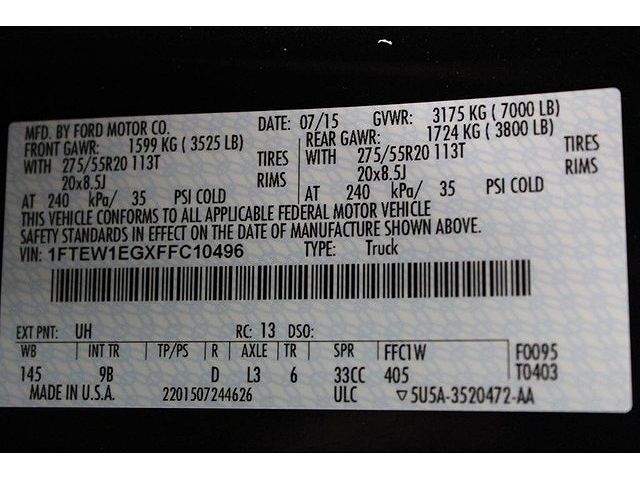 MFD. BY FORD MOTOR CO. DATE: 07/15 GVWR: 3175 KG ( 7000 LB)
FRONT GAWR: 1599 KG ( 3525 LB) REAR GAWR: 1724 KG ( 3800 LB)
WITH 275/55R20 113T TIRES WITH 275/55R20 113T TIRES
20x8.5J RIMS 20x8.5J RIMS
AT 240 kPa/ 35 PSI COLD AT 240 kPa/ 35 PSI COLD
THIS VEHICLE CONFORMS TO ALL APPLICABLE FEDERAL MOTOR VEHICLE
SAFETY STANDARDS IN EFFECT ON THE DATE OF MANUFACTURE SHOWN ABOVE.
VIN: 1FTEW1EGXFFC10496 TYPE: Truck
EXT PNT: UH RC: 13 DSO:
WB INT TR TP/PS R AXLE TR SPR FFC1W F0095
145 9B D L3 6 33CC 405 T0403
MADE IN U.S.A. 2201507244626 ULC ▽5U5A-3520472-AA